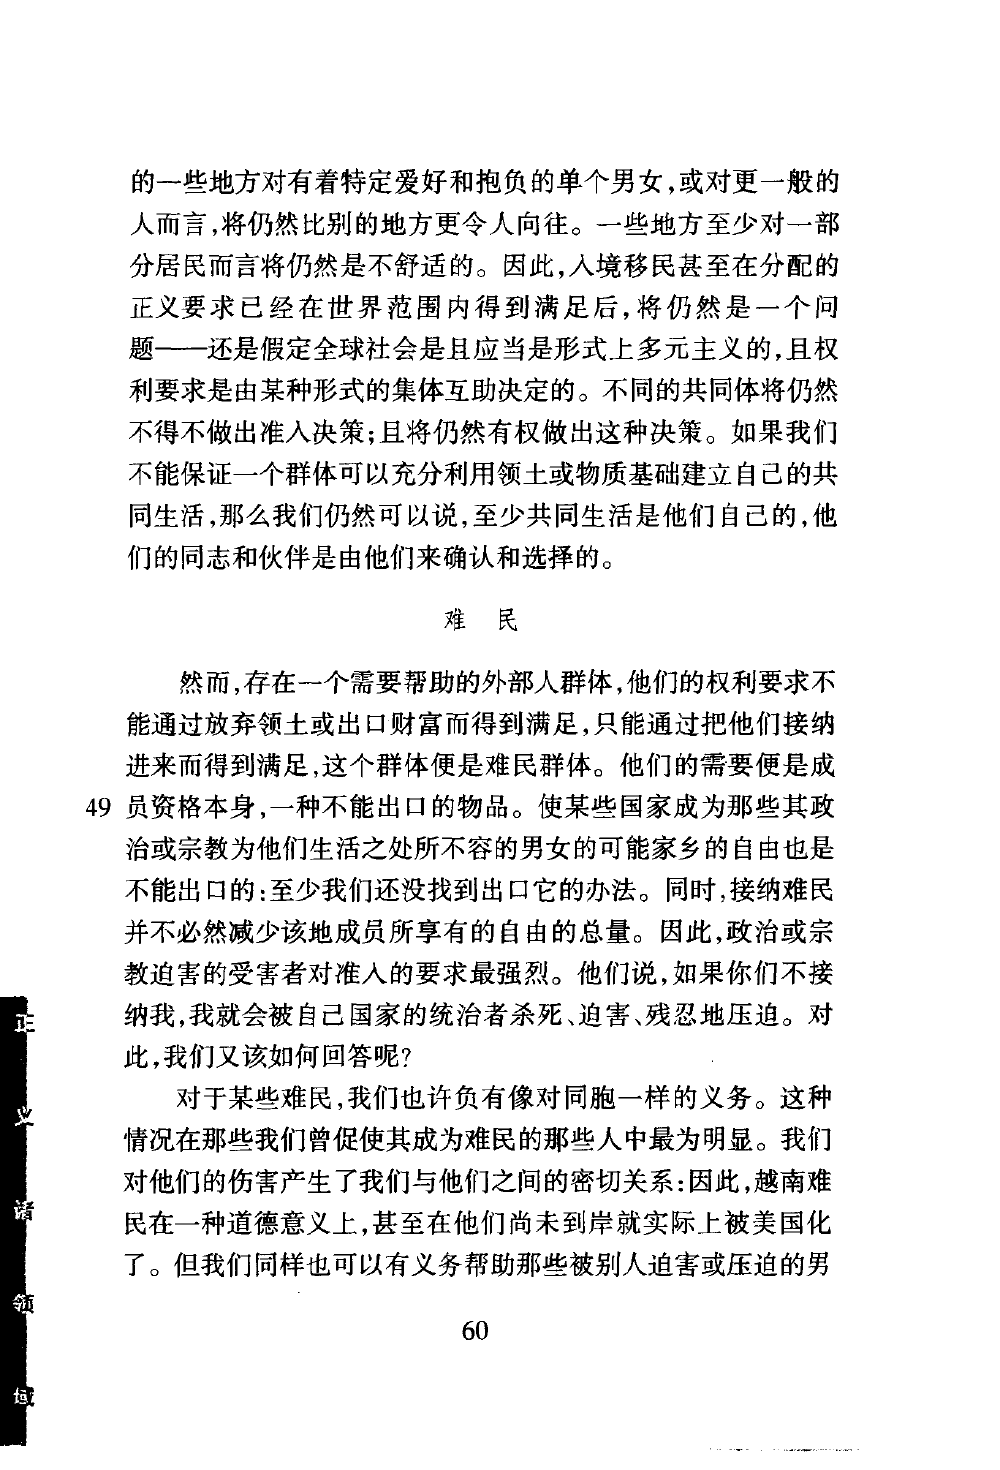 的一些地方对有着特定爱好和抱负的单个男女,或对更一般的
人而言,将仍然比别的地方更令人向往。一些地方至少对一部
分居民而言将仍然是不舒适的。因此,入境移民甚至在分配的
正义要求已经在世界范围内得到满足后,将仍然是一个问
题——还是假定全球社会是且应当是形式上多元主义的,且权
利要求是由某种形式的集体互助决定的。不同的共同体将仍然
不得不做出准入决策;且将仍然有权做出这种决策。如果我们
不能保证一个群体可以充分利用领土或物质基础建立自己的共
同生活,那么我们仍然可以说,至少共同生活是他们自己的,他
们的同志和伙伴是由他们来确认和选择的。
难 民
然而,存在一个需要帮助的外部人群体,他们的权利要求不
能通过放弃领土或出口财富而得到满足,只能通过把他们接纳
进来而得到满足,这个群体便是难民群体。他们的需要便是成
49 员资格本身,一种不能出口的物品。使某些国家成为那些其政
治或宗教为他们生活之处所不容的男女的可能家乡的自由也是
不能出口的:至少我们还没找到出口它的办法。同时,接纳难民
并不必然减少该地成员所享有的自由的总量。因此,政治或宗
教迫害的受害者对准入的要求最强烈。他们说,如果你们不接
纳我,我就会被自己国家的统治者杀死、迫害、残忍地压迫。对
此,我们又该如何回答呢?
对于某些难民,我们也许负有像对同胞一样的义务。这种
情况在那些我们曾促使其成为难民的那些人中最为明显。我们
对他们的伤害产生了我们与他们之间的密切关系:因此,越南难
民在一种道德意义上,甚至在他们尚未到岸就实际上被美国化
了。但我们同样也可以有义务帮助那些被别人迫害或压迫的男
60
正
义
诸
领
域